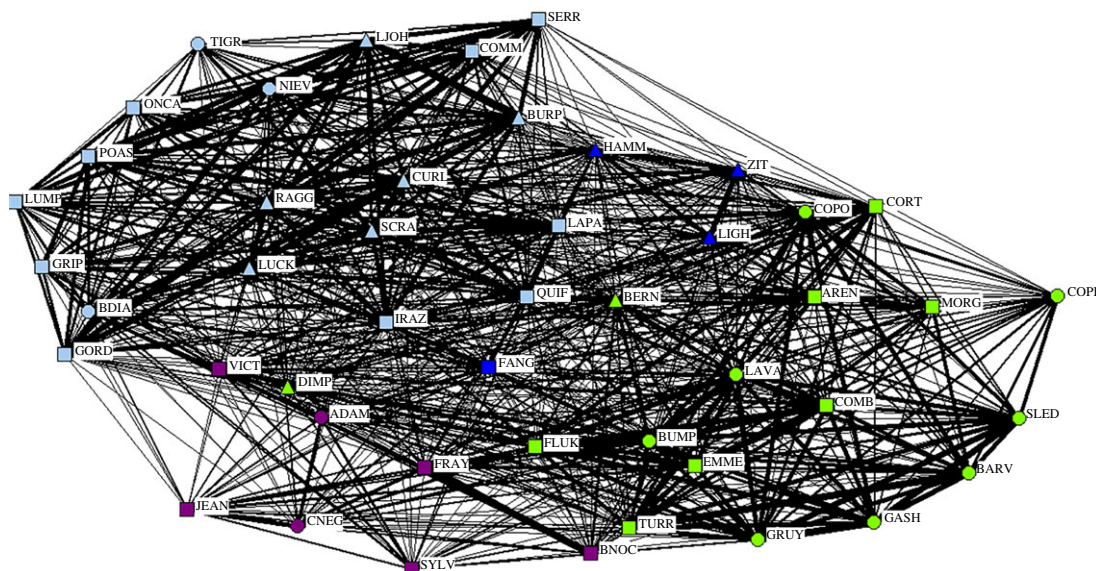 SERR
TIGR
LJOH
COMM
NIEV
ONCA
BURP
HAMM
POAS
ZIT
CURL
LUMP
RAGG
COPO
CORT
SCRA
LAPA
LIGH
GRIP
LUCK
QUIF
BERN
AREN
MORG
BDIA
IRAZ
GORD
VICT
FANG
LAVA
DIMP
COMB
ADAM
SLED
FLUK
BUMP
EMME
FRAY
BARV
JEAN
CNEG
TURR
GASH
GRUY
BNOC
SYLV